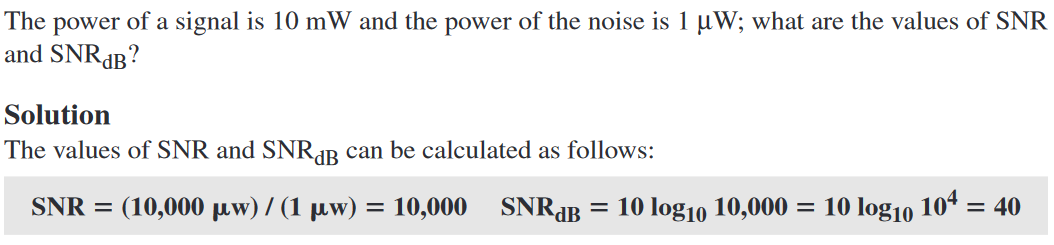 The power of a signal is 10 mW and the power of the noise is 1 μW; what are the values of SNR
and SNRdB?
Solution
The values of SNR and SNRdB can be calculated as follows:
SNR = (10,000 μw) / (1 μw) = 10,000 SNRdB = 10 log10 10,000 = 10 log10 10⁴ = 40